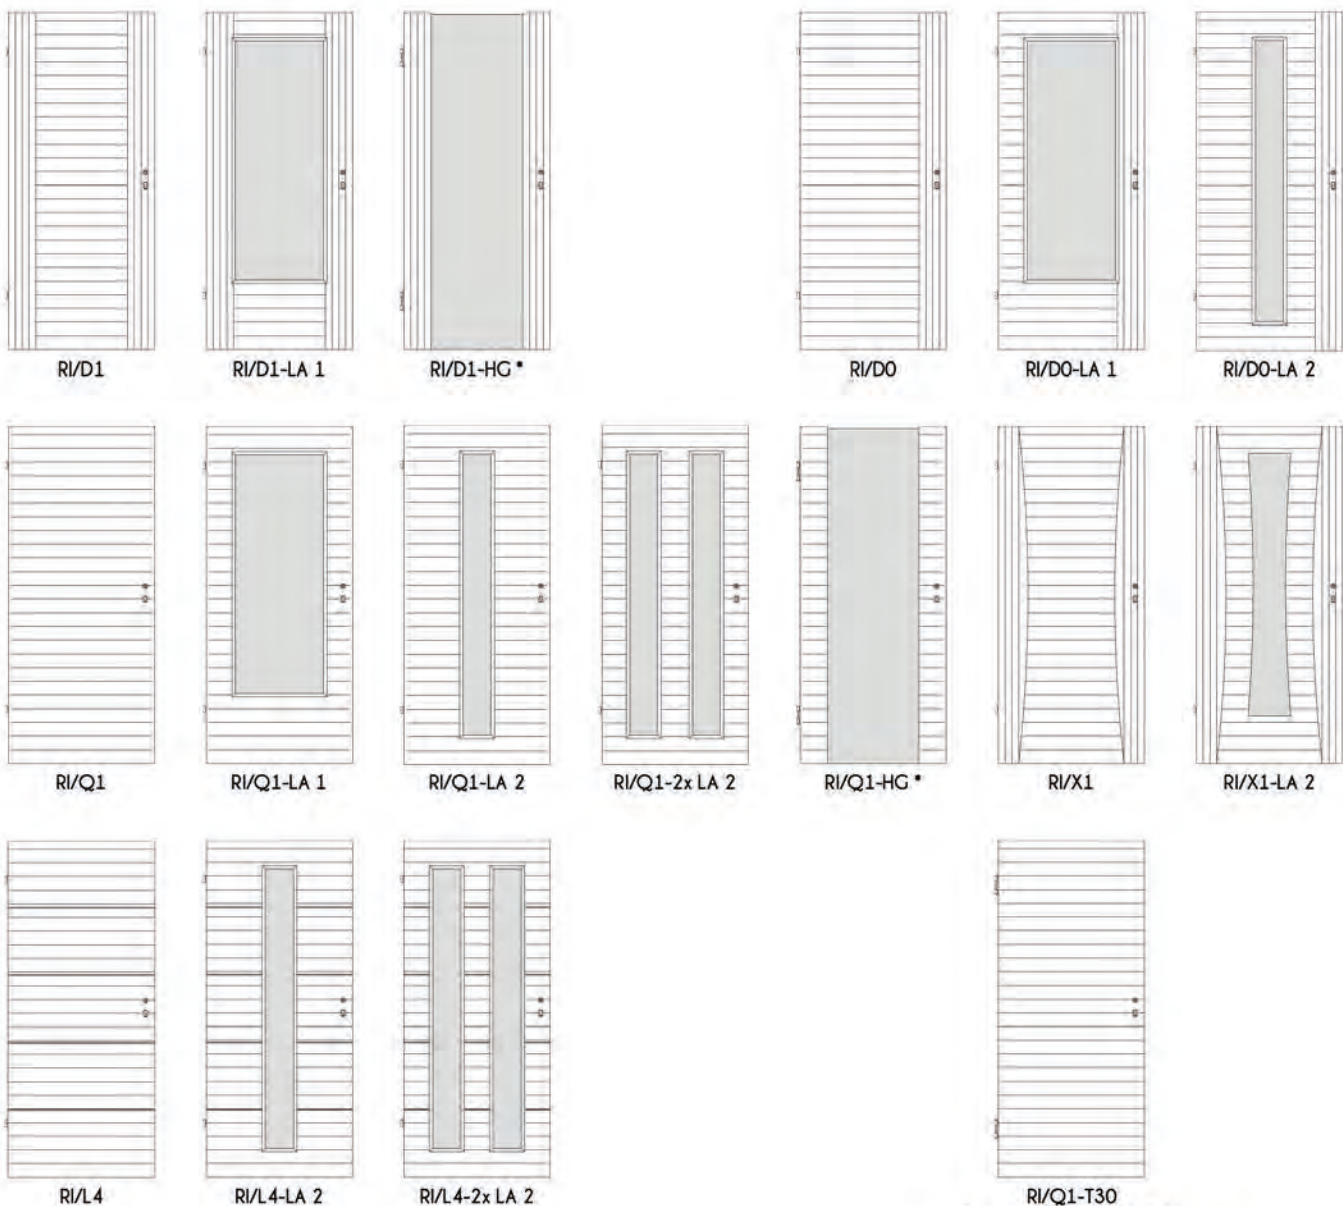 RI/D1 RI/D1-LA 1 RI/D1-HG * RI/D0 RI/D0-LA 1 RI/D0-LA 2
RI/Q1 RI/Q1-LA 1 RI/Q1-LA 2 RI/Q1-2x LA 2 RI/Q1-HG * RI/X1 RI/X1-LA 2
RI/L4 RI/L4-LA 2 RI/L4-2x LA 2 RI/Q1-T30